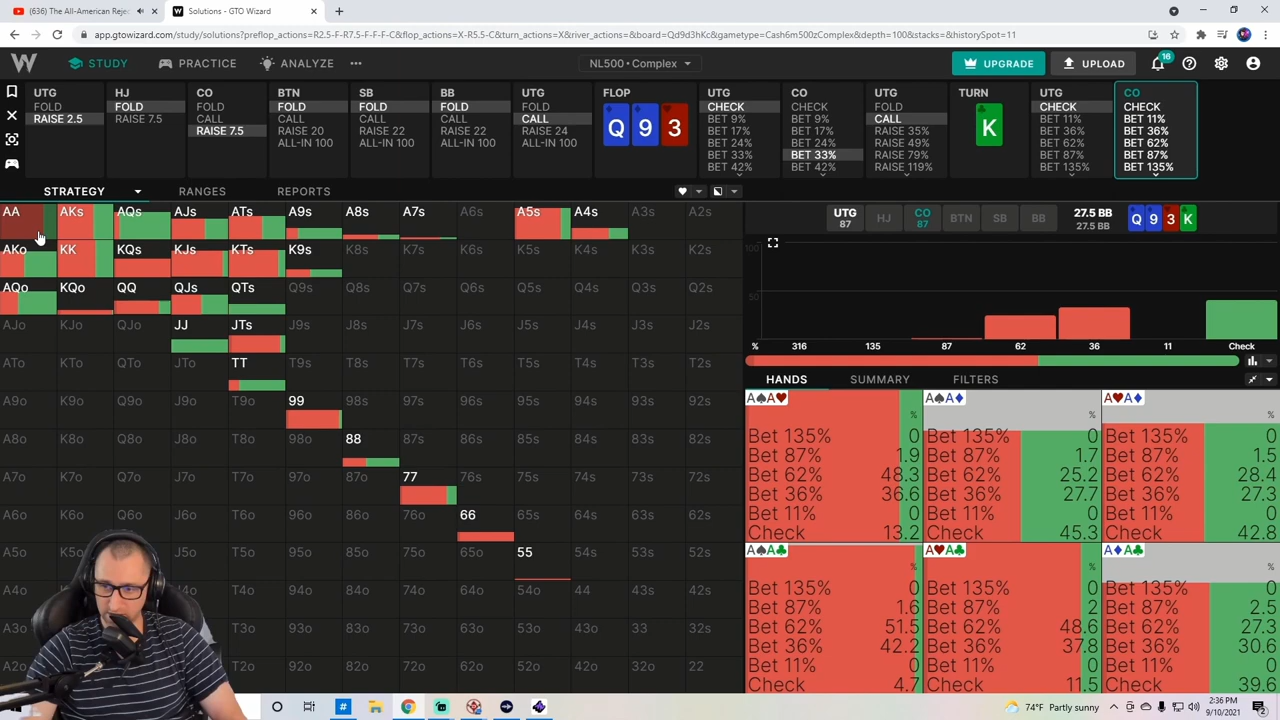 (636) The All-American Reje
Solutions - GTO Wizard
app.gtowizard.com/study/solutions?preflop_actions=R2.5-F-R7.5-F-F-F-C&flop_actions=X-R5.5-C&turn_actions=X&river_actions=&board=Qd9d3hKc&gametype=Cash6m500zComplex&depth=100&stacks=&historySpot=11
W STUDY PRACTICE ANALYZE NL500 • Complex UPGRADE UPLOAD 16
UTG
FOLD
RAISE 2.5
HJ
FOLD
RAISE 7.5
CO
FOLD
CALL
RAISE 7.5
BTN
FOLD
CALL
RAISE 20
ALL-IN 100
SB
FOLD
CALL
RAISE 22
ALL-IN 100
BB
FOLD
CALL
RAISE 22
ALL-IN 100
UTG
FOLD
CALL
RAISE 24
ALL-IN 100
FLOP
Q 9 3
UTG
CHECK
BET 9%
BET 17%
BET 24%
BET 33%
BET 42%
CO
CHECK
BET 9%
BET 17%
BET 24%
BET 33%
BET 42%
UTG
FOLD
CALL
RAISE 35%
RAISE 49%
RAISE 79%
RAISE 119%
TURN
K
UTG
CHECK
BET 11%
BET 36%
BET 62%
BET 87%
BET 135%
CO
CHECK
BET 11%
BET 36%
BET 62%
BET 87%
BET 135%
STRATEGY RANGES REPORTS
AA AKs AQs AJs ATs A9s A8s A7s A6s A5s A4s A3s A2s
AKo KK KQs KJs KTs K9s K8s K7s K6s K5s K4s K3s K2s
AQo KQo QQ QJs QTs Q9s Q8s Q7s Q6s Q5s Q4s Q3s Q2s
AJo KJo QJo JJ JTs J9s J8s J7s J6s J5s J4s J3s J2s
ATo KTo QTo JTo TT T9s T8s T7s T6s T5s T4s T3s T2s
A9o K9o Q9o J9o T9o 99 98s 97s 96s 95s 94s 93s 92s
A8o K8o Q8o J8o T8o 98o 88 87s 86s 85s 84s 83s 82s
A7o K7o Q7o J7o T7o 97o 87o 77 76s 75s 74s 73s 72s
A6o K6o Q6o J6o T6o 96o 86o 76o 66 65s 64s 63s 62s
A5o K5o Q5o J5o T5o 95o 85o 75o 65o 55 54s 53s 52s
A4o T4o 94o 84o 74o 64o 54o 44 43s 42s
A3o T3o 93o 83o 73o 63o 53o 43o 33 32s
A2o T2o 92o 82o 72o 62o 52o 42o 32o 22
UTG
87
HJ
CO
87
BTN
SB
BB
27.5 BB
27.5 BB
Q 9 3 K
100
50
% 316 135 87 62 36 11 Check
HANDS SUMMARY FILTERS
A♠A♥
%
Bet 135% 0
Bet 87% 1.9
Bet 62% 48.3
Bet 36% 36.6
Bet 11% 0
Check 13.2
A♠A♦
%
Bet 135% 0
Bet 87% 1.7
Bet 62% 25.2
Bet 36% 27.7
Bet 11% 0
Check 45.3
A♥A♦
%
Bet 135% 0
Bet 87% 1.5
Bet 62% 28.4
Bet 36% 27.3
Bet 11% 0
Check 42.8
A♠A♣
%
Bet 135% 0
Bet 87% 1.6
Bet 62% 51.5
Bet 36% 42.2
Bet 11% 0
Check 4.7
A♥A♣
%
Bet 135% 0
Bet 87% 2
Bet 62% 48.6
Bet 36% 37.8
Bet 11% 0
Check 11.5
A♦A♣
%
Bet 135% 0
Bet 87% 2.5
Bet 62% 27.3
Bet 36% 30.6
Bet 11% 0
Check 39.6
74°F Partly sunny
2:36 PM
9/10/2021